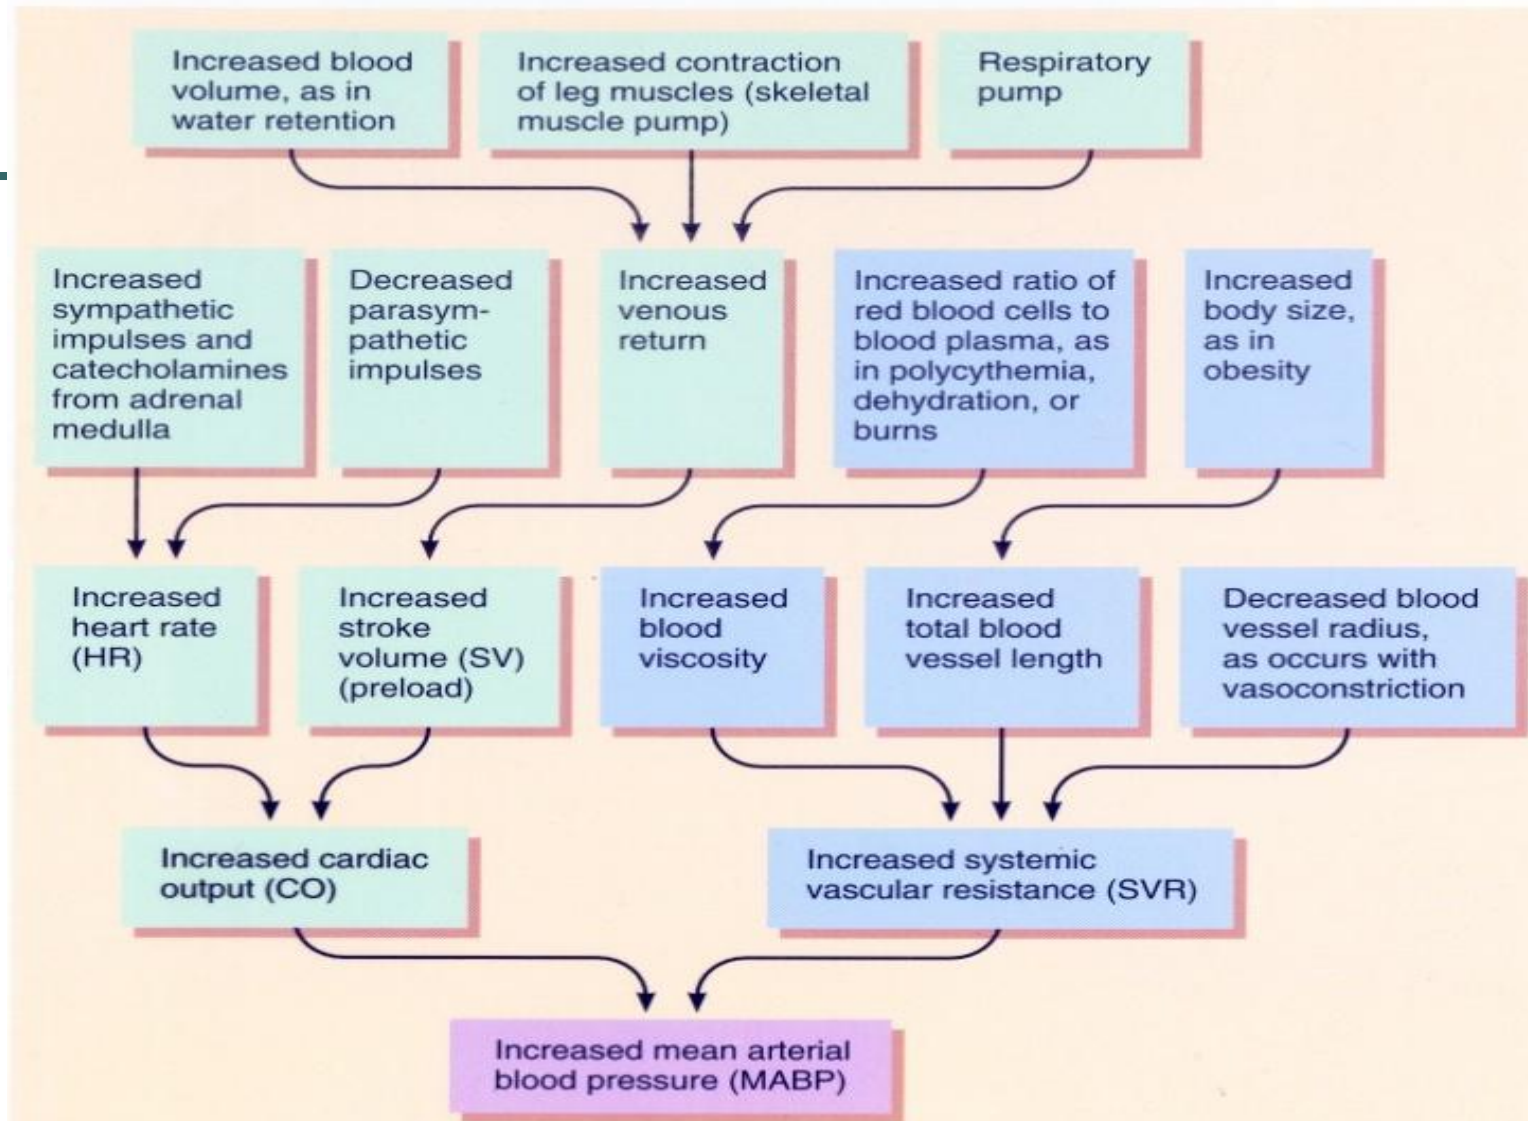 Increased blood
volume, as in
water retention
Increased contraction
of leg muscles (skeletal
muscle pump)
Respiratory
pump
Increased
sympathetic
impulses and
catecholamines
from adrenal
medulla
Decreased
parasym-
pathetic
impulses
Increased
venous
return
Increased ratio of
red blood cells to
blood plasma, as
in polycythemia,
dehydration, or
burns
Increased
body size,
as in
obesity
Increased
heart rate
(HR)
Increased
stroke
volume (SV)
(preload)
Increased
blood
viscosity
Increased
total blood
vessel length
Decreased blood
vessel radius,
as occurs with
vasoconstriction
Increased cardiac
output (CO)
Increased systemic
vascular resistance (SVR)
Increased mean arterial
blood pressure (MABP)